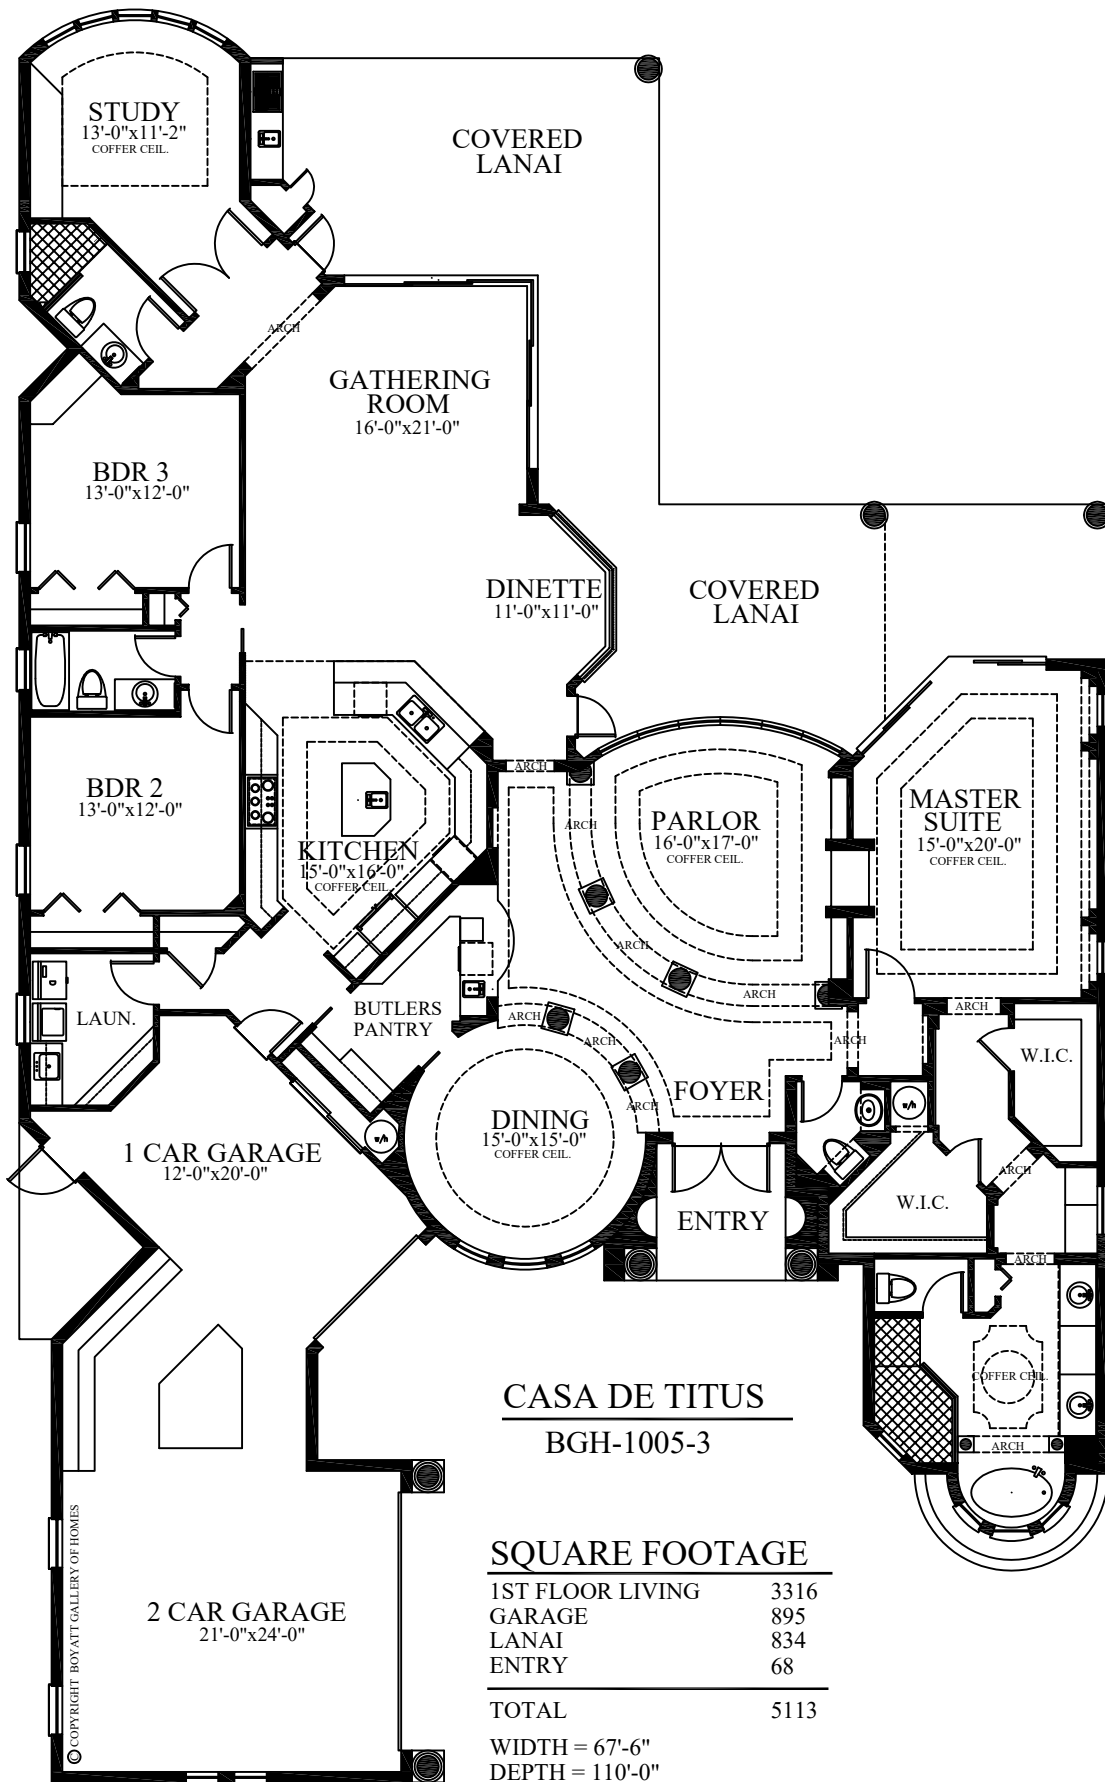 STUDY
13'-0"x11'-2"
COFFER CEIL.
COVERED
LANAI
ARCH
GATHERING
ROOM
16'-0"x21'-0"
BDR 3
13'-0"x12'-0"
DINETTE
11'-0"x11'-0"
COVERED
LANAI
ARCH
BDR 2
13'-0"x12'-0"
KITCHEN
15'-0"x16'-0"
COFFER CEIL.
ARCH
PARLOR
16'-0"x17'-0"
COFFER CEIL.
MASTER
SUITE
15'-0"x20'-0"
COFFER CEIL.
ARCH
ARCH
ARCH
LAUN.
BUTLERS
PANTRY
ARCH
ARCH
ARCH
ARCH
FOYER
W.I.C.
w/h
w/h
DINING
15'-0"x15'-0"
COFFER CEIL.
1 CAR GARAGE
12'-0"x20'-0"
ARCH
W.I.C.
ENTRY
ARCH
COFFER CEIL.
ARCH
CASA DE TITUS
BGH-1005-3
SQUARE FOOTAGE
1ST FLOOR LIVING 3316
GARAGE 895
LANAI 834
ENTRY 68
TOTAL 5113
WIDTH = 67'-6"
DEPTH = 110'-0"
2 CAR GARAGE
21'-0"x24'-0"
© COPYRIGHT BOYATT GALLERY OF HOMES